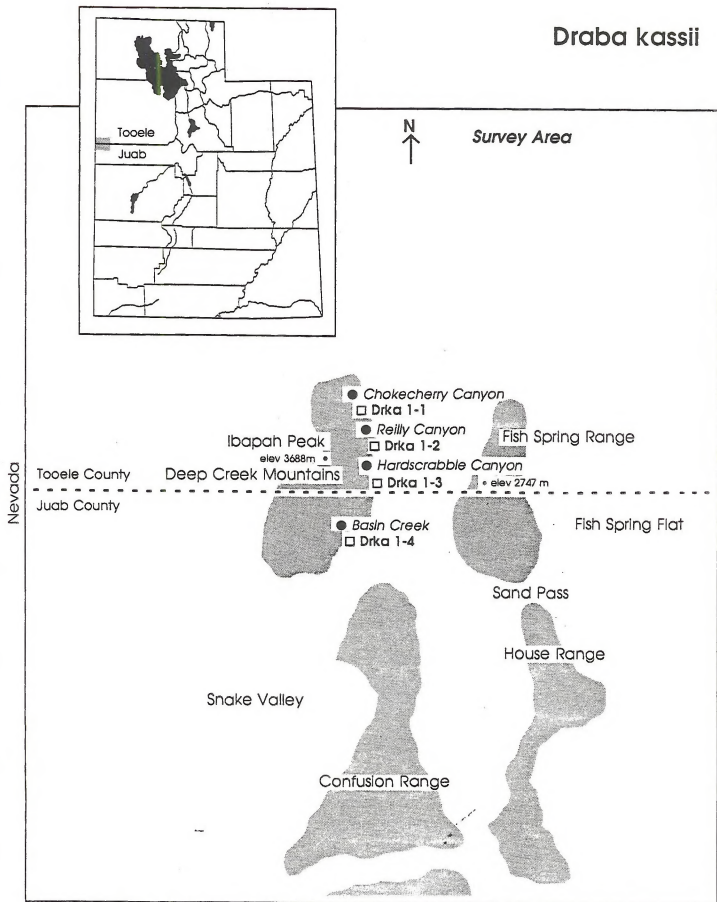 Draba kassii
Tooele
Juab
N
Survey Area
Chokecherry Canyon
Drka 1-1
Reilly Canyon
Drka 1-2
Ibapah Peak
elev 3688m
Fish Spring Range
Hardscrabble Canyon
Deep Creek Mountains
Drka 1-3
elev 2747 m
Nevada
Tooele County
Juab County
Basin Creek
Drka 1-4
Fish Spring Flat
Sand Pass
House Range
Snake Valley
Confusion Range